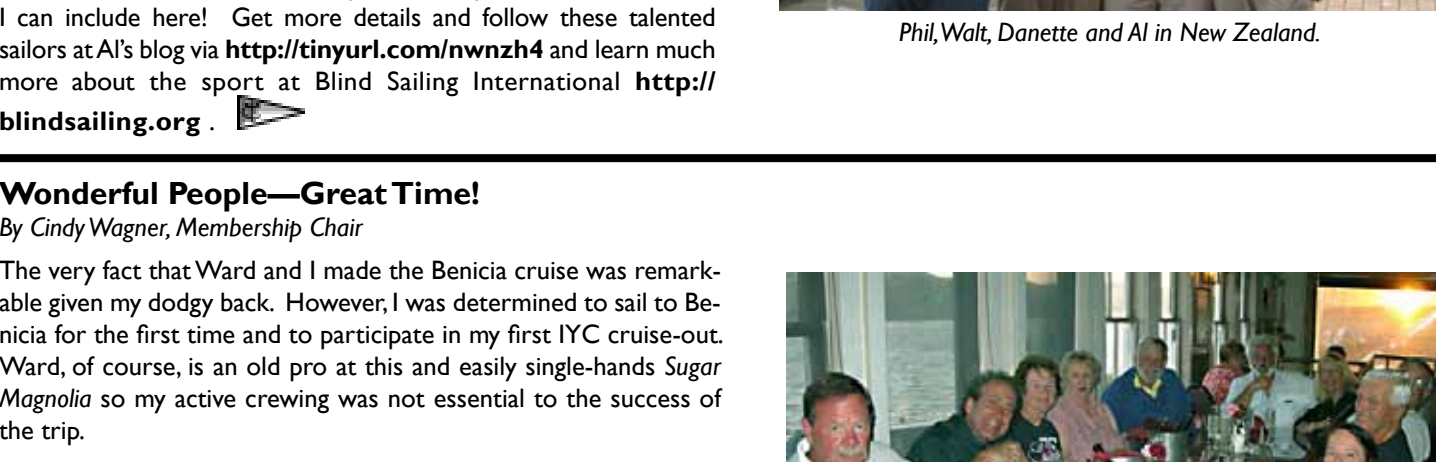 I can include here! Get more details and follow these talented
sailors at Al's blog via http://tinyurl.com/nwnzh4 and learn much
more about the sport at Blind Sailing International http://
blindsailing.org .
Phil, Walt, Danette and Al in New Zealand.
Wonderful People—Great Time!
By Cindy Wagner, Membership Chair
The very fact that Ward and I made the Benicia cruise was remark-
able given my dodgy back. However, I was determined to sail to Be-
nicia for the first time and to participate in my first IYC cruise-out.
Ward, of course, is an old pro at this and easily single-hands Sugar
Magnolia so my active crewing was not essential to the success of
the trip.